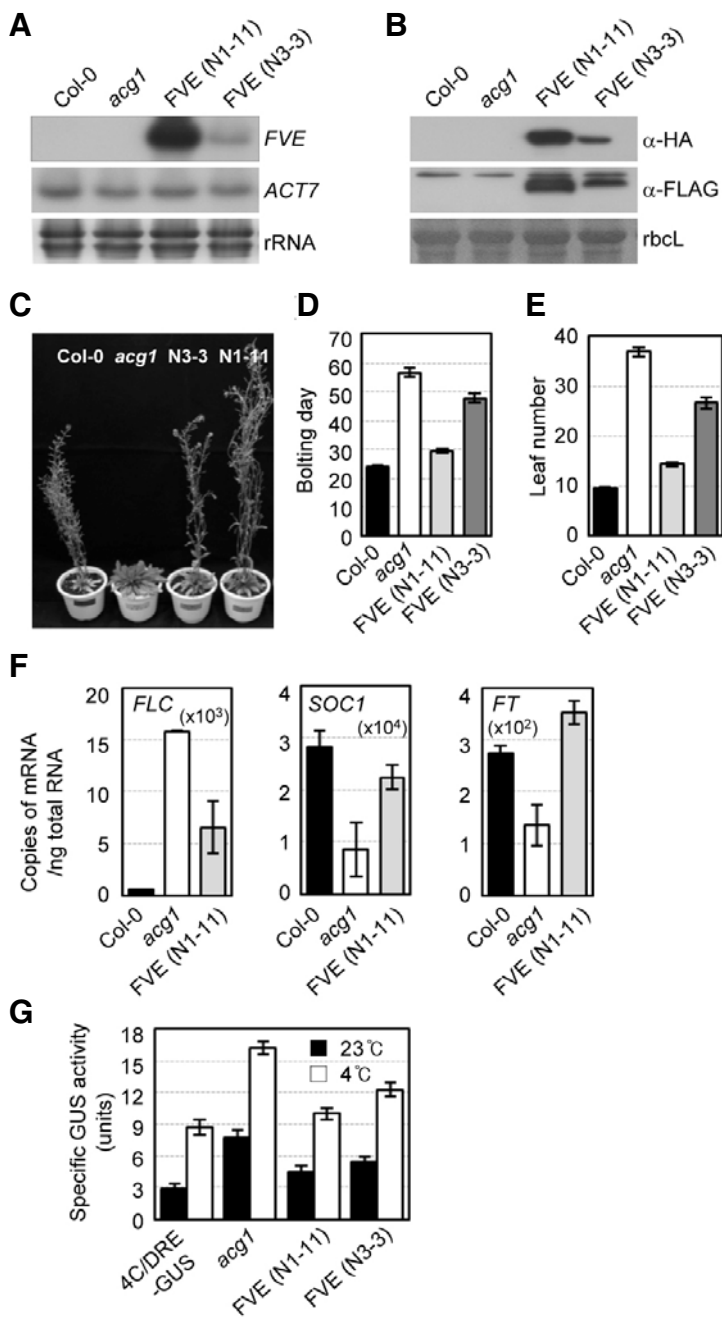 A
Col-0
acg1
FVE (N1-11)
FVE (N3-3)
FVE
ACT7
rRNA
B
Col-0
acg1
FVE (N1-11)
FVE (N3-3)
α-HA
α-FLAG
rbcL
C
Col-0 acg1 N3-3 N1-11
D
Bolting day
70
60
50
40
30
20
10
0
Col-0
acg1
FVE (N1-11)
FVE (N3-3)
E
Leaf number
40
30
20
10
0
Col-0
acg1
FVE (N1-11)
FVE (N3-3)
F
Copies of mRNA
/ng total RNA
20
15
10
5
0
FLC
(x10³)
Col-0
acg1
FVE (N1-11)
4
3
2
1
0
SOC1
(x10⁴)
Col-0
acg1
FVE (N1-11)
4
3
2
1
0
FT
(x10²)
Col-0
acg1
FVE (N1-11)
G
Specific GUS activity
(units)
18
15
12
9
6
3
0
23℃
4℃
4C/DRE
-GUS
acg1
FVE (N1-11)
FVE (N3-3)